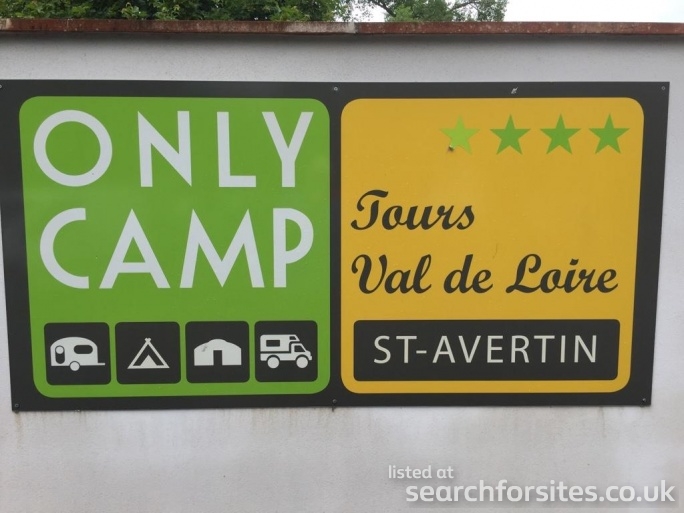 ONLY
CAMP
Tours
Val de Loire
ST-AVERTIN
listed at
searchforsites.co.uk